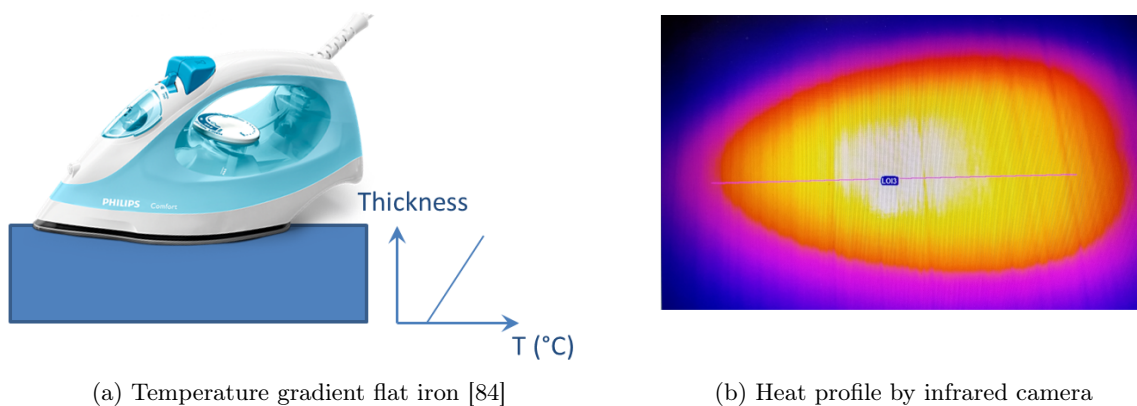 PHILIPS Comfort
Thickness
T (°C)
LOI3
(a) Temperature gradient flat iron [84]
(b) Heat profile by infrared camera